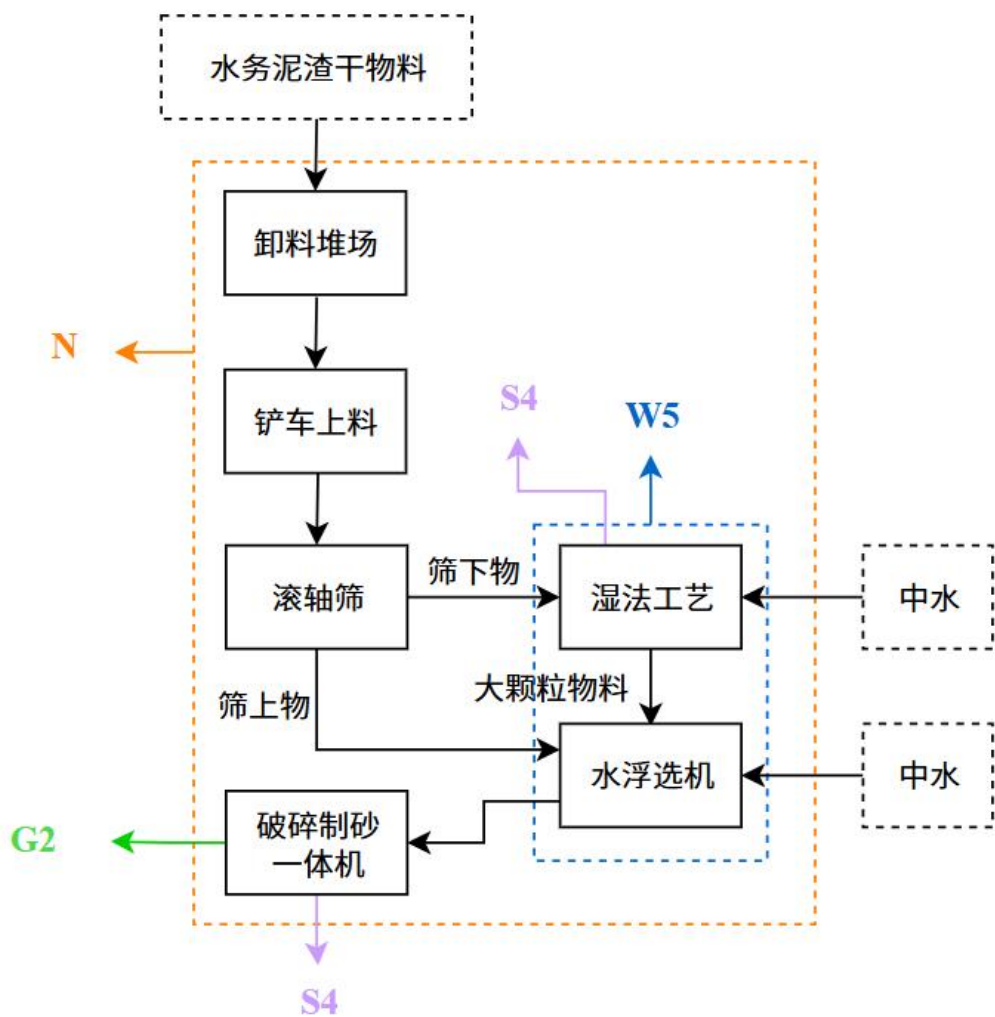 水务泥渣干物料
卸料堆场
N
铲车上料
S4
W5
滚轴筛
筛下物
湿法工艺
中水
筛上物
大颗粒物料
水浮选机
中水
G2
破碎制砂
一体机
S4